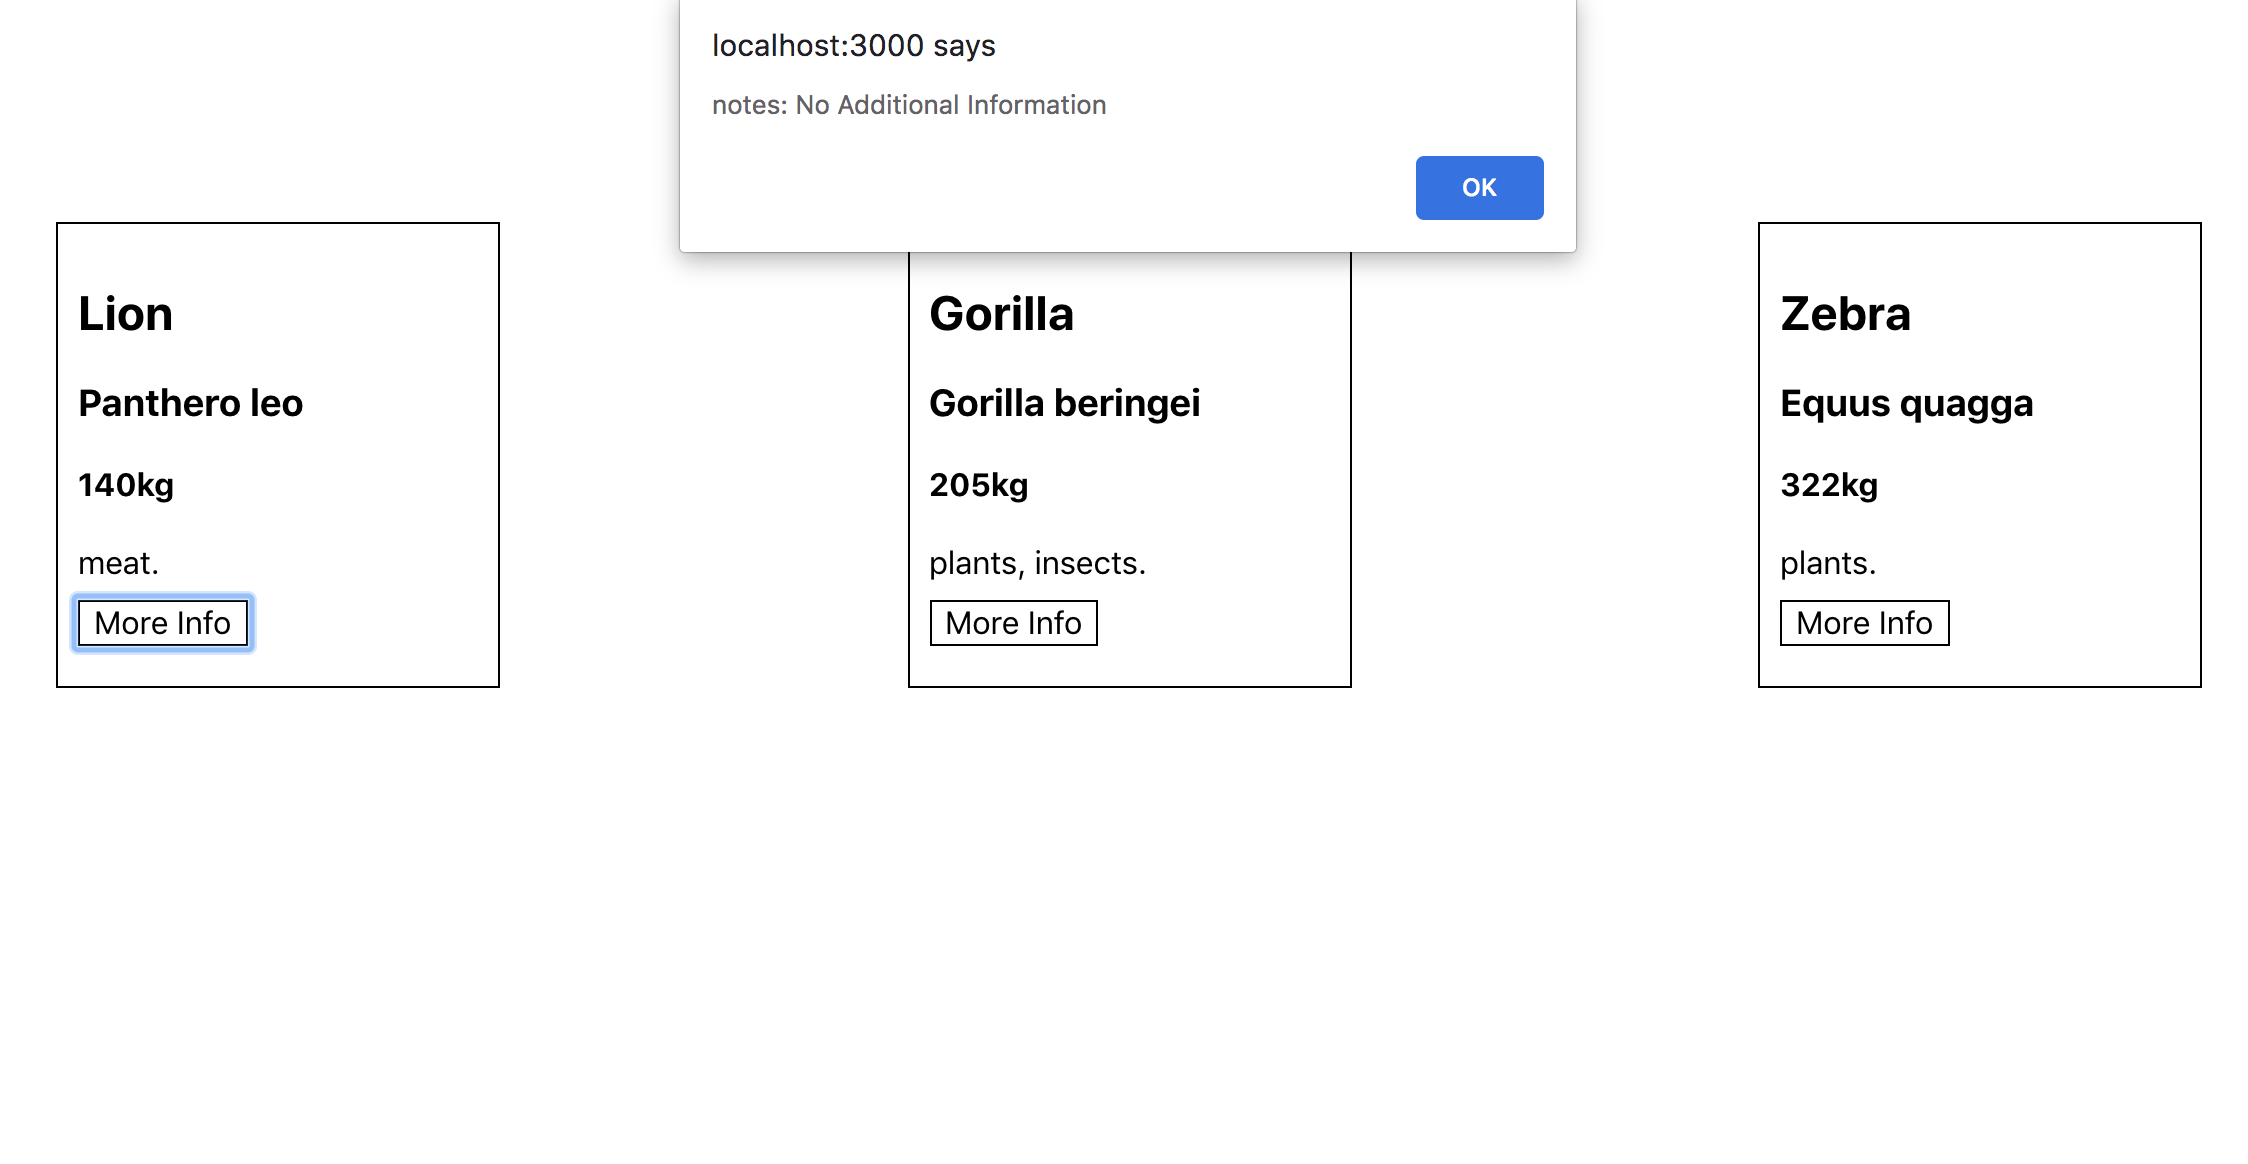 localhost:3000 says
notes: No Additional Information
OK
Lion
Panthero leo
140kg
meat.
More Info
Gorilla
Gorilla beringei
205kg
plants, insects.
More Info
Zebra
Equus quagga
322kg
plants.
More Info